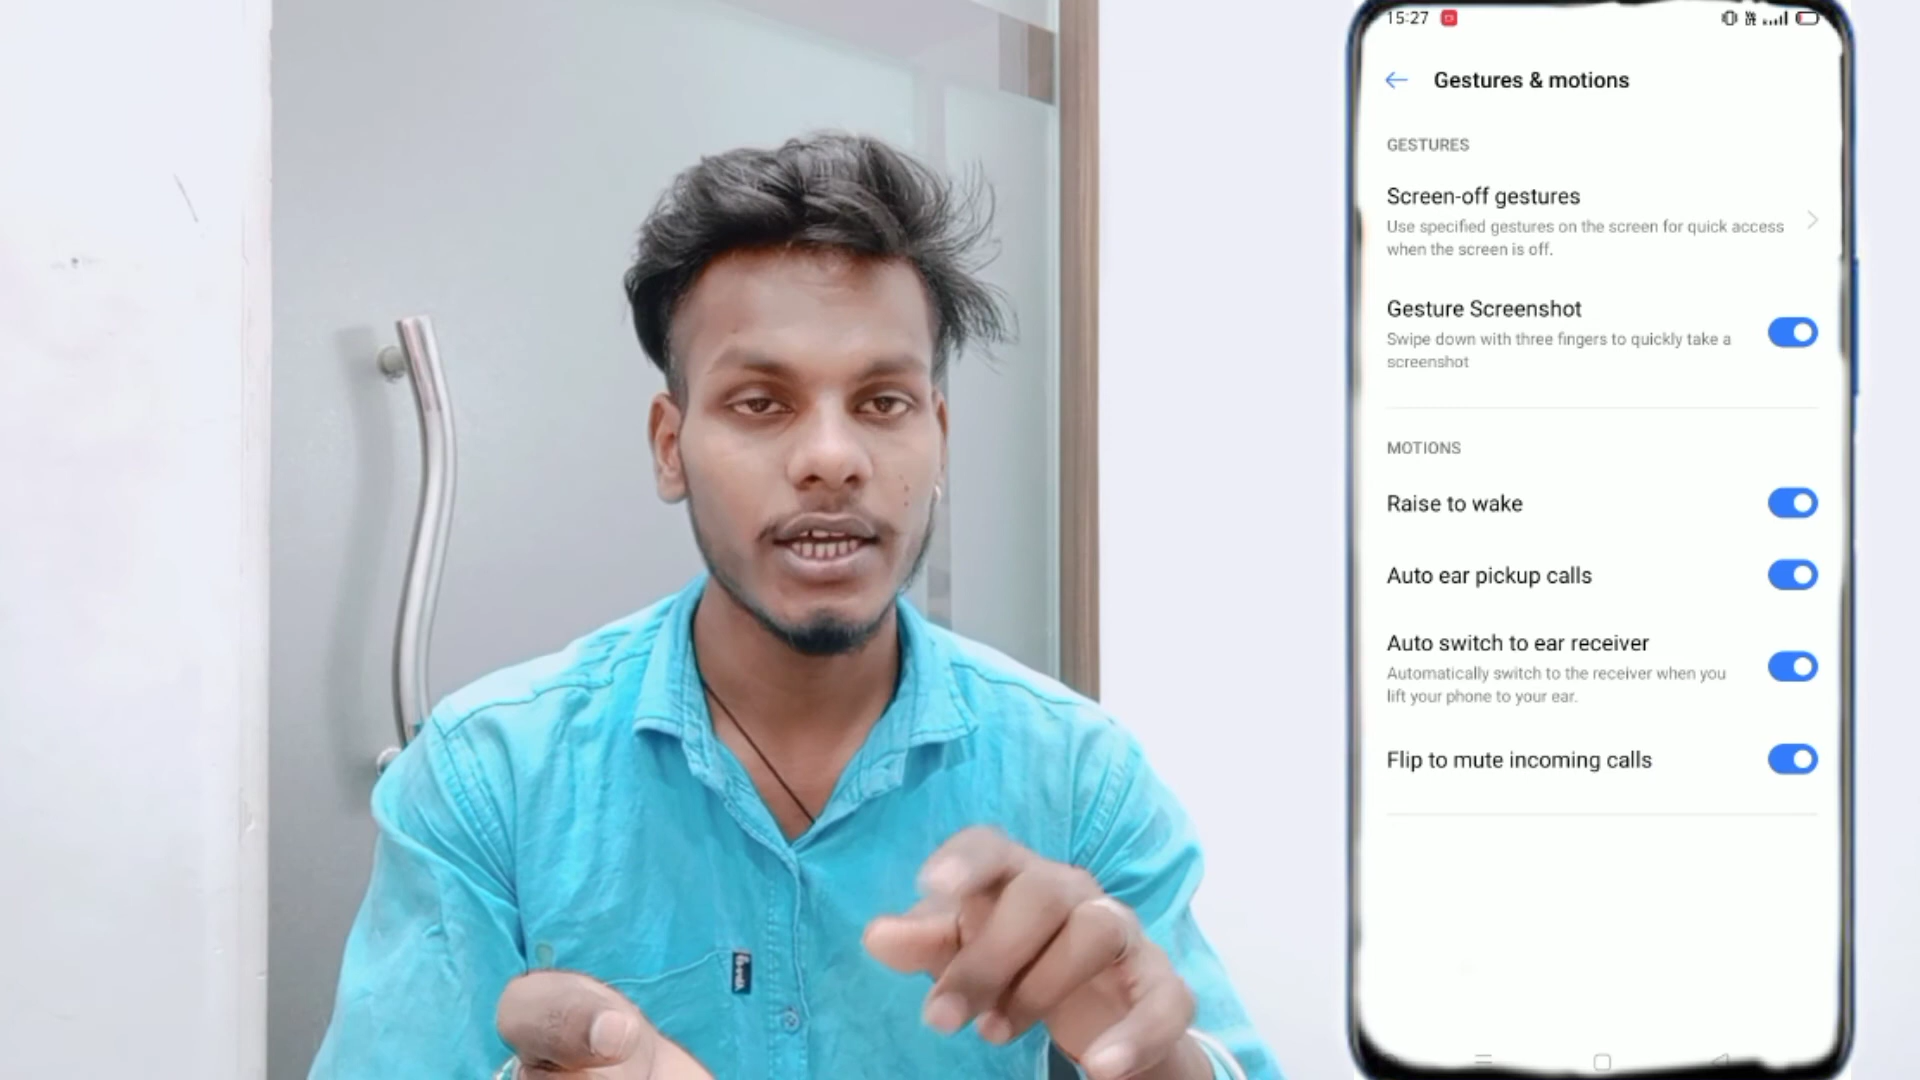 15:27
Gestures & motions
GESTURES
Screen-off gestures
Use specified gestures on the screen for quick access
when the screen is off.
Gesture Screenshot
Swipe down with three fingers to quickly take a
screenshot
MOTIONS
Raise to wake
Auto ear pickup calls
Auto switch to ear receiver
Automatically switch to the receiver when you
lift your phone to your ear.
Flip to mute incoming calls